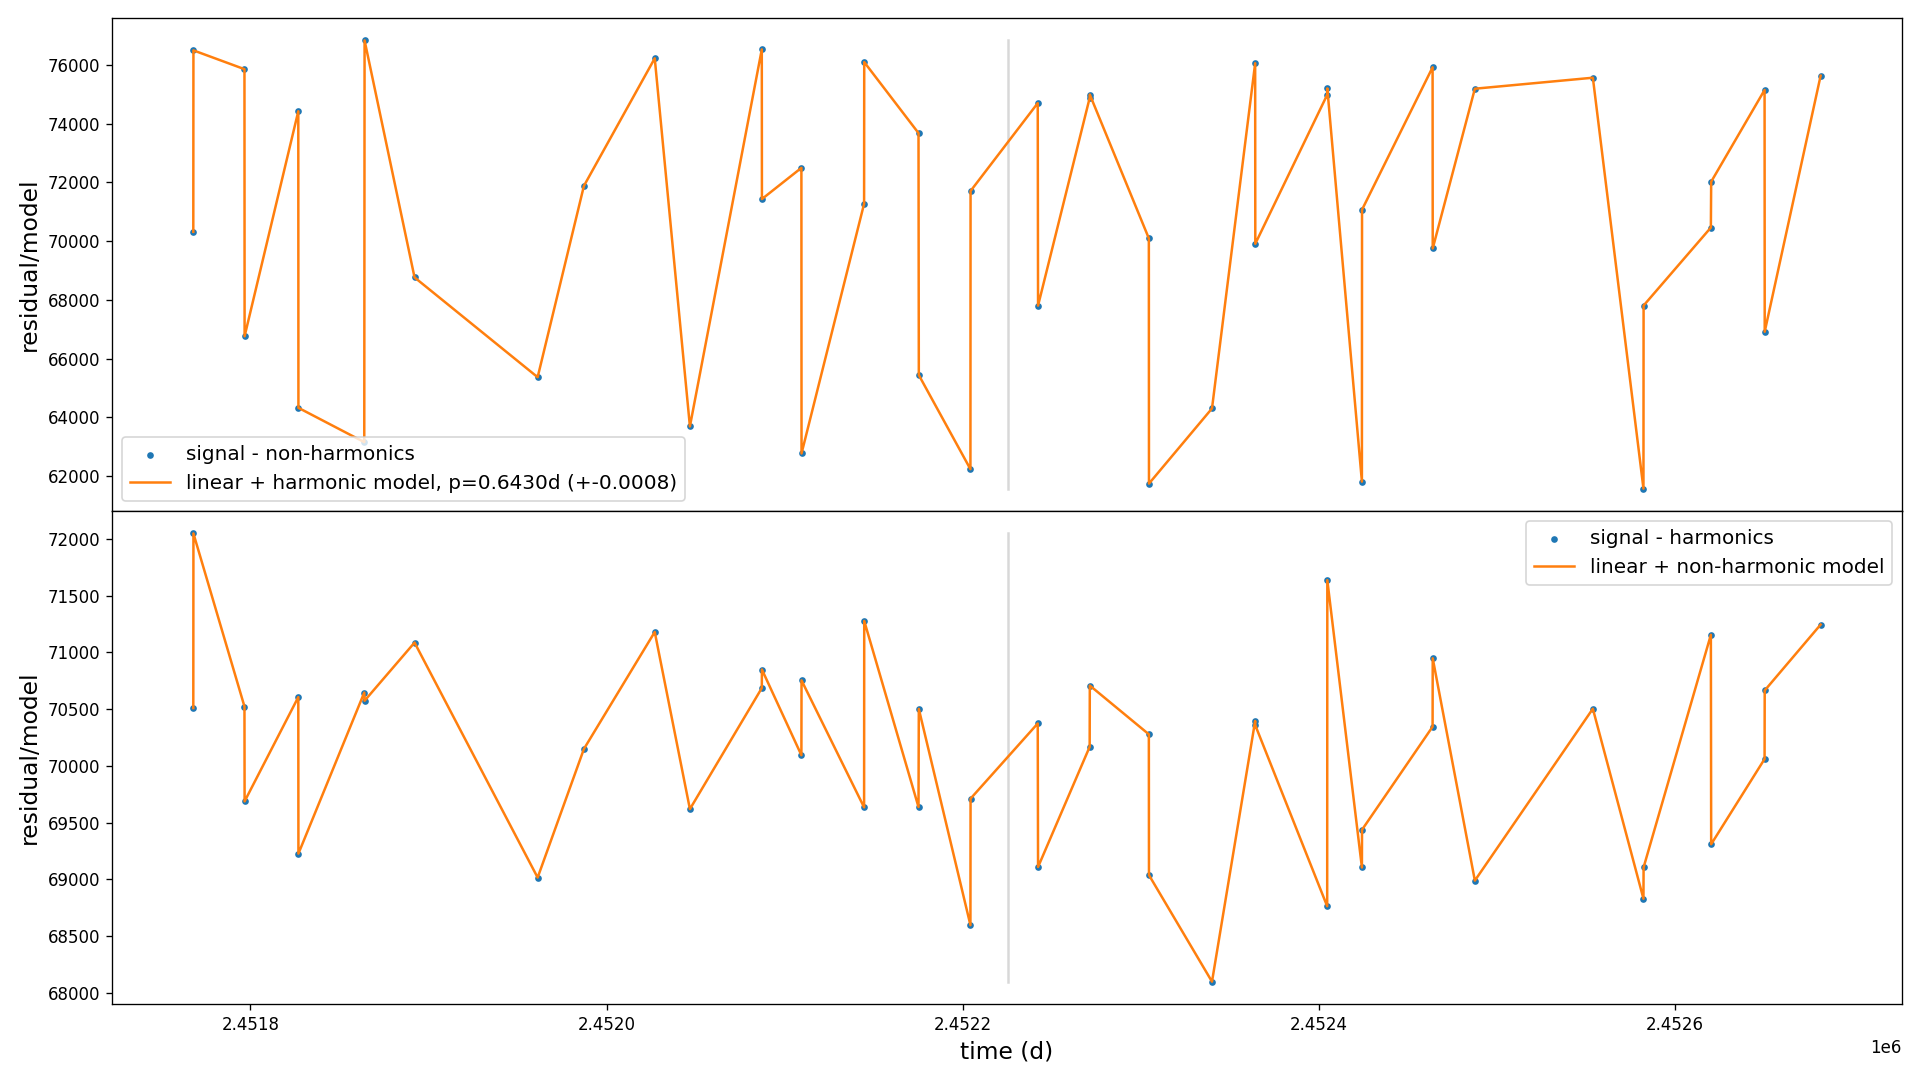 residual/model
76000
74000
72000
70000
68000
66000
64000
62000
signal - non-harmonics
linear + harmonic model, p=0.6430d (+-0.0008)
residual/model
72000
71500
71000
70500
70000
69500
69000
68500
68000
signal - harmonics
linear + non-harmonic model
2.4518
2.4520
2.4522
2.4524
2.4526
1e6
time (d)